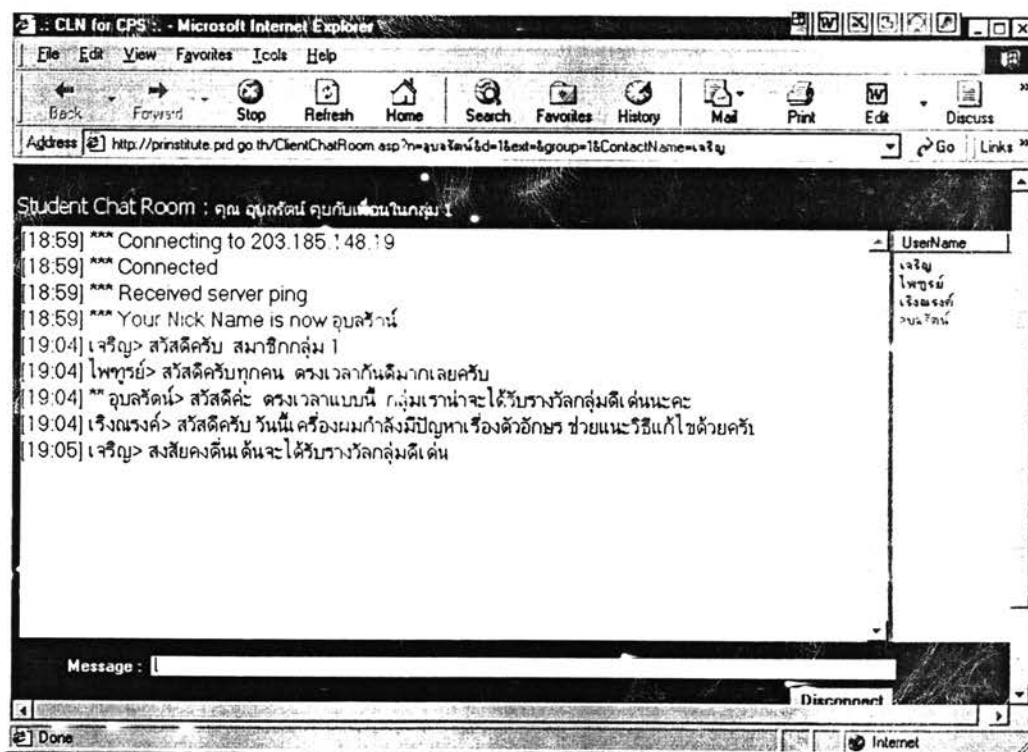 .: CLN for CPS :. - Microsoft Internet Explorer
File Edit View Favorites Tools Help
Back Forward Stop Refresh Home Search Favorites History Mail Print Edit Discuss
Address http://prinstitute.prd.go.th/ClientChatRoom.asp?n=อุบลรัตน์&d=1&ext=&group=1&ContactName=เจริญ Go Links
Student Chat Room : คุณ อุบลรัตน์ คุยกับเพื่อนในกลุ่ม 1
[18:59] *** Connecting to 203.185.148.19
[18:59] *** Connected
[18:59] *** Received server ping
[18:59] *** Your Nick Name is now อุบลรัตน์
[19:04] เจริญ> สวัสดีครับ สมาชิกกลุ่ม 1
[19:04] ไพฑูรย์> สวัสดีครับทุกคน ตรงเวลากันดีมากเลยครับ
[19:04] ** อุบลรัตน์> สวัสดีค่ะ ตรงเวลาแบบนี้ กลุ่มเราน่าจะได้รับรางวัลกลุ่มดีเด่นนะคะ
[19:04] เริงณรงค์> สวัสดีครับ วันนี้เครื่องผมกำลังมีปัญหาเรื่องตัวอักษร ช่วยแนะวิธีแก้ไขด้วยครับ
[19:05] เจริญ> สงสัยคงดื่นเด้นจะได้รับรางวัลกลุ่มดีเด่น
UserName
เจริญ
ไพฑูรย์
เริงณรงค์
อุบลรัตน์
Message :
Disconnect
Done Internet